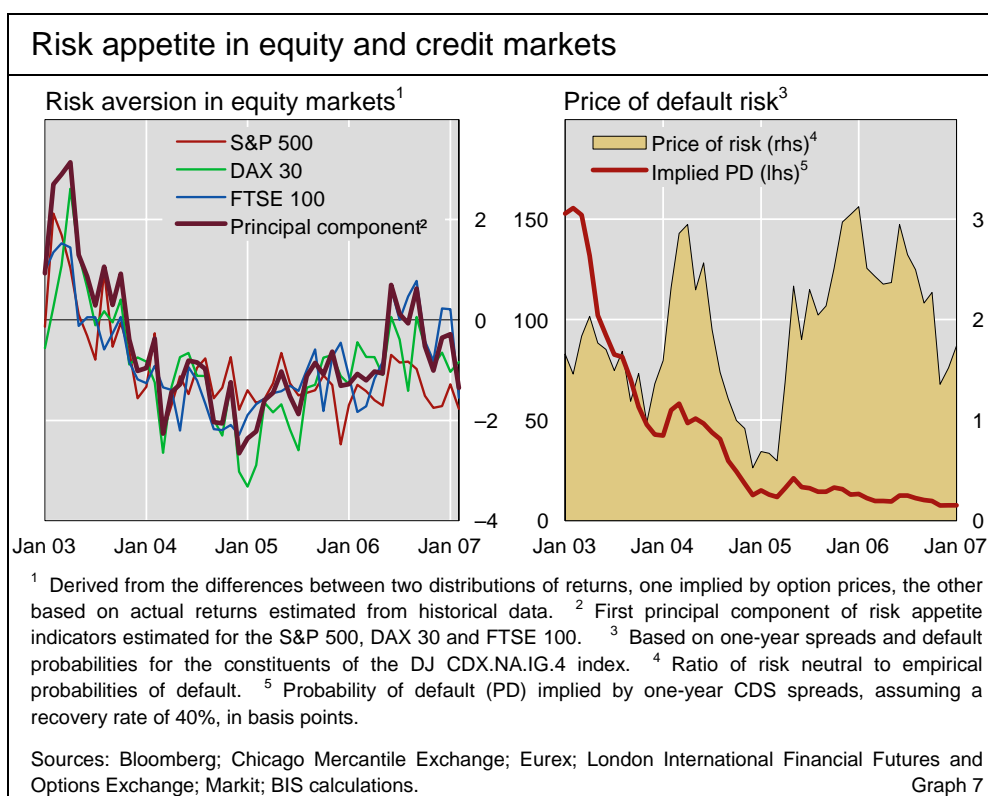 Risk appetite in equity and credit markets
Risk aversion in equity markets¹
S&P 500
DAX 30
FTSE 100
Principal component²
2
0
–2
–4
Jan 03 Jan 04 Jan 05 Jan 06 Jan 07
Price of default risk³
Price of risk (rhs)⁴
Implied PD (lhs)⁵
150
100
50
0
3
2
1
0
Jan 03 Jan 04 Jan 05 Jan 06 Jan 07
¹ Derived from the differences between two distributions of returns, one implied by option prices, the other
based on actual returns estimated from historical data. ² First principal component of risk appetite
indicators estimated for the S&P 500, DAX 30 and FTSE 100. ³ Based on one-year spreads and default
probabilities for the constituents of the DJ CDX.NA.IG.4 index. ⁴ Ratio of risk neutral to empirical
probabilities of default. ⁵ Probability of default (PD) implied by one-year CDS spreads, assuming a
recovery rate of 40%, in basis points.
Sources: Bloomberg; Chicago Mercantile Exchange; Eurex; London International Financial Futures and
Options Exchange; Markit; BIS calculations. Graph 7